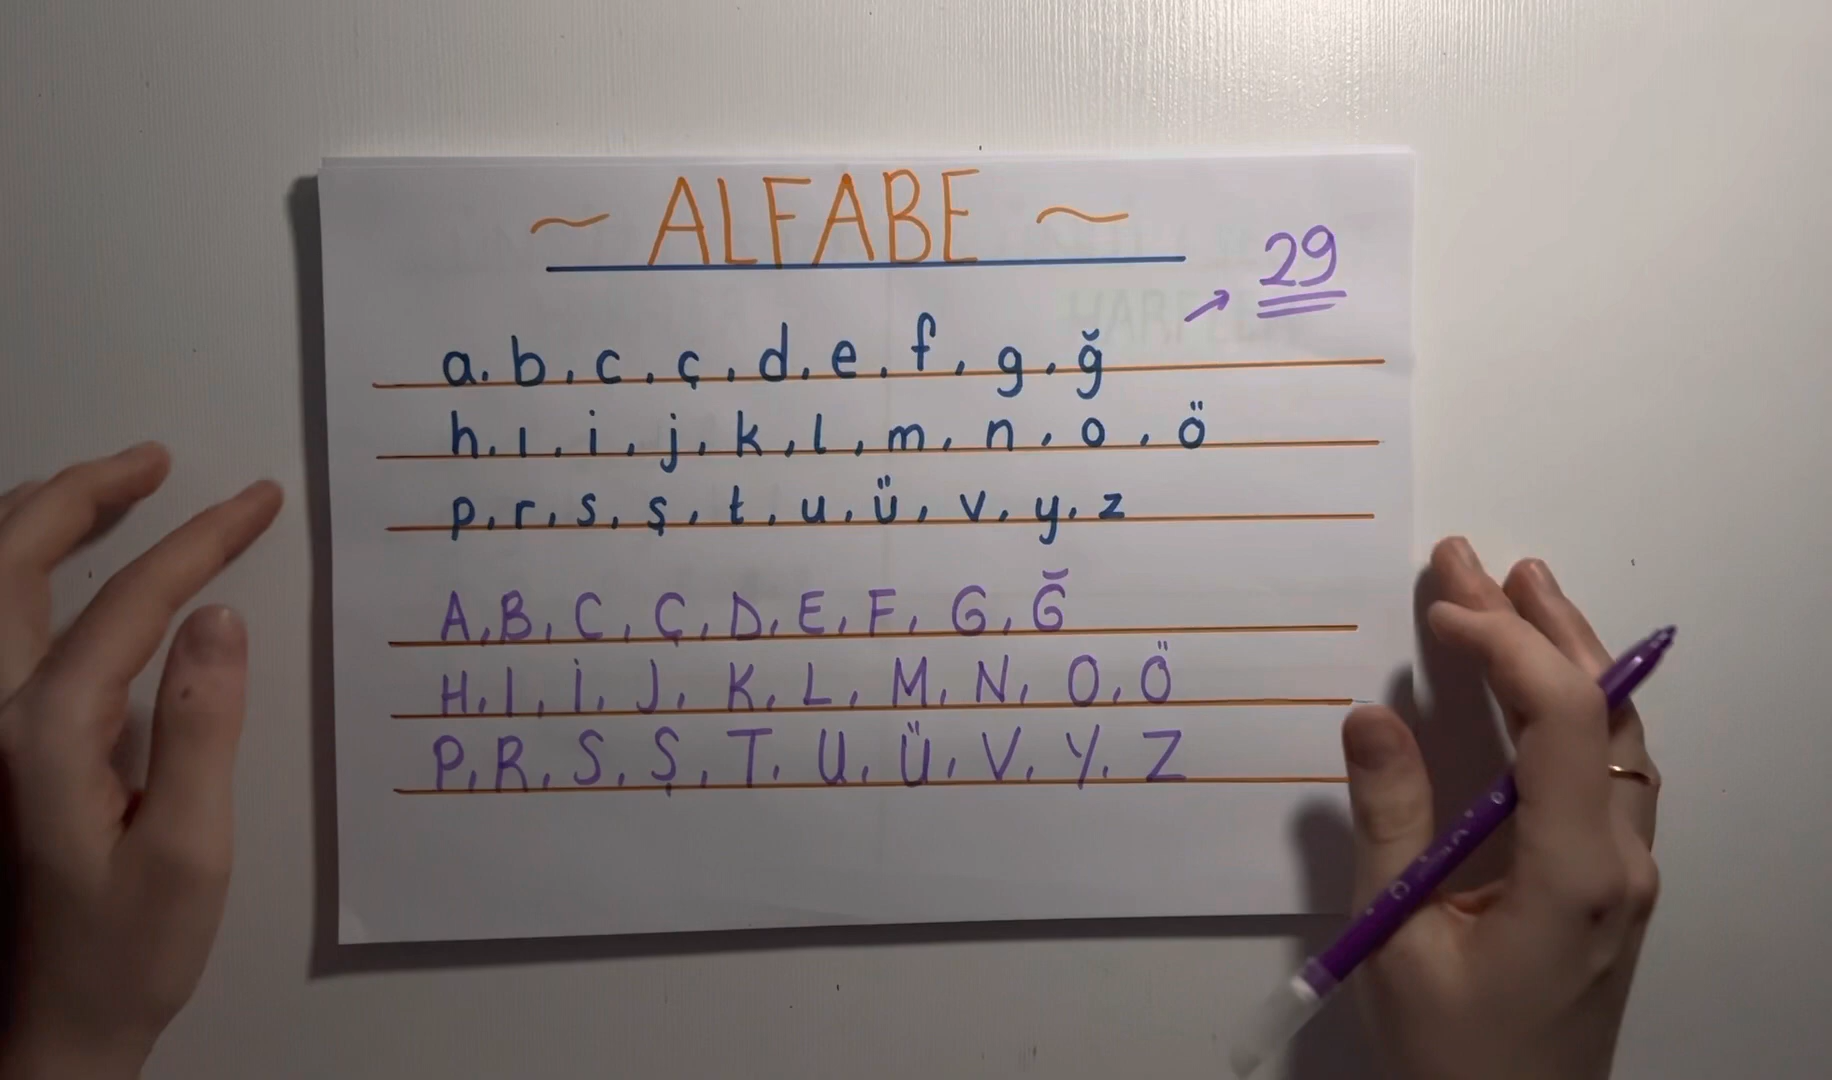 ~ ALFABE ~
→ 29
a, b, c, ç, d, e, f, g, ğ
h, ı, i, j, k, l, m, n, o, ö
p, r, s, ş, t, u, ü, v, y, z
A, B, C, Ç, D, E, F, G, Ğ
H, I, İ, J, K, L, M, N, O, Ö
P, R, S, Ş, T, U, Ü, V, Y, Z